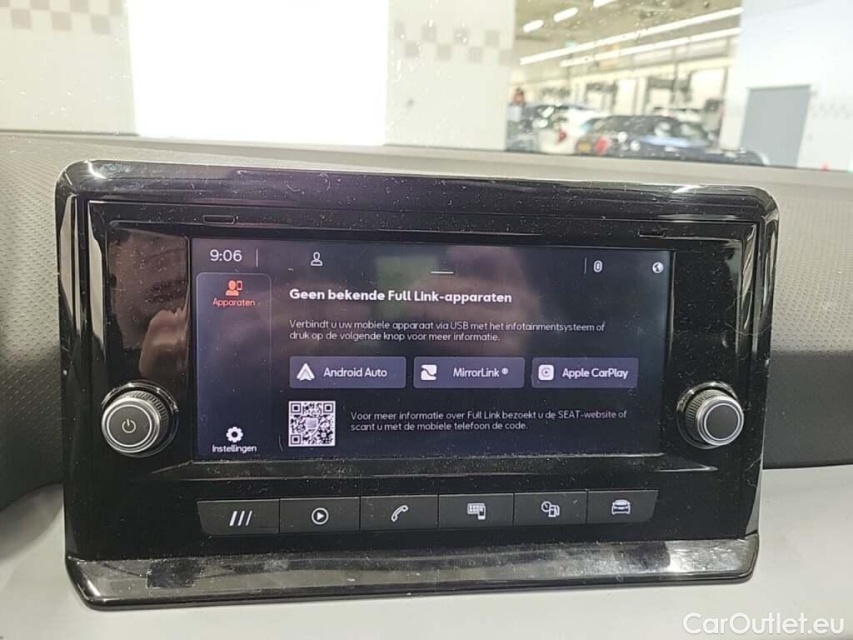 9:06
Apparaten
Geen bekende Full Link-apparaten
Verbindt u uw mobiele apparaat via USB met het infotainmentsysteem of
druk op de volgende knop voor meer informatie.
Android Auto
MirrorLink®
Apple CarPlay
Voor meer informatie over Full Link bezoekt u de SEAT-website of
scant u met de mobiele telefoon de code.
Instellingen
CarOutlet.eu